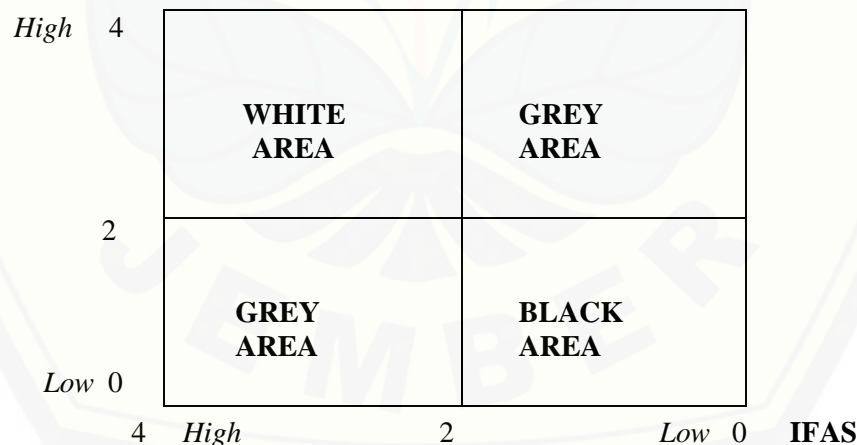 High 4
WHITE GREY
AREA AREA
2
GREY BLACK
AREA AREA
Low 0
4 High 2 Low 0 IFAS
JEMBER